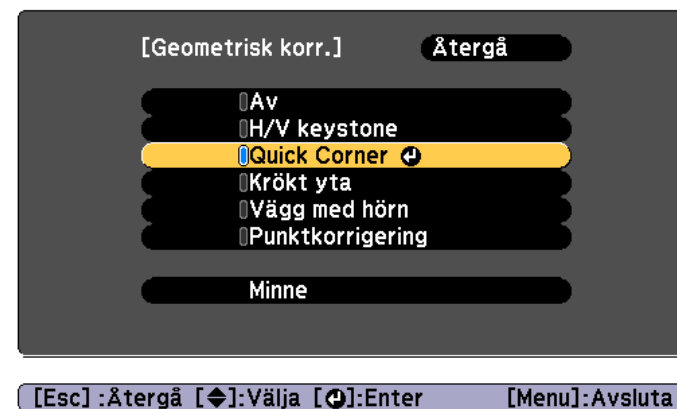 [Geometrisk korr.] Återgå
Av
H/V keystone
Quick Corner
Krökt yta
Vägg med hörn
Punktkorrigering
Minne
[Esc] :Återgå [◆]:Välja [⏎]:Enter [Menu]:Avsluta